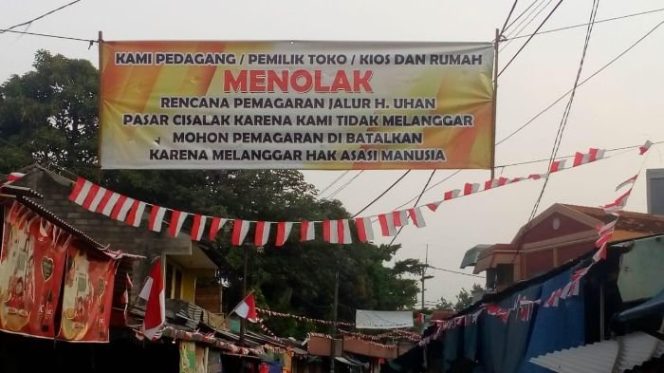 KAMI PEDAGANG / PEMILIK TOKO / KIOS DAN RUMAH
MENOLAK
RENCANA PEMAGARAN JALUR H. UHAN
PASAR CISALAK KARENA KAMI TIDAK MELANGGAR
MOHON PEMAGARAN DI BATALKAN
KARENA MELANGGAR HAK ASASI MANUSIA